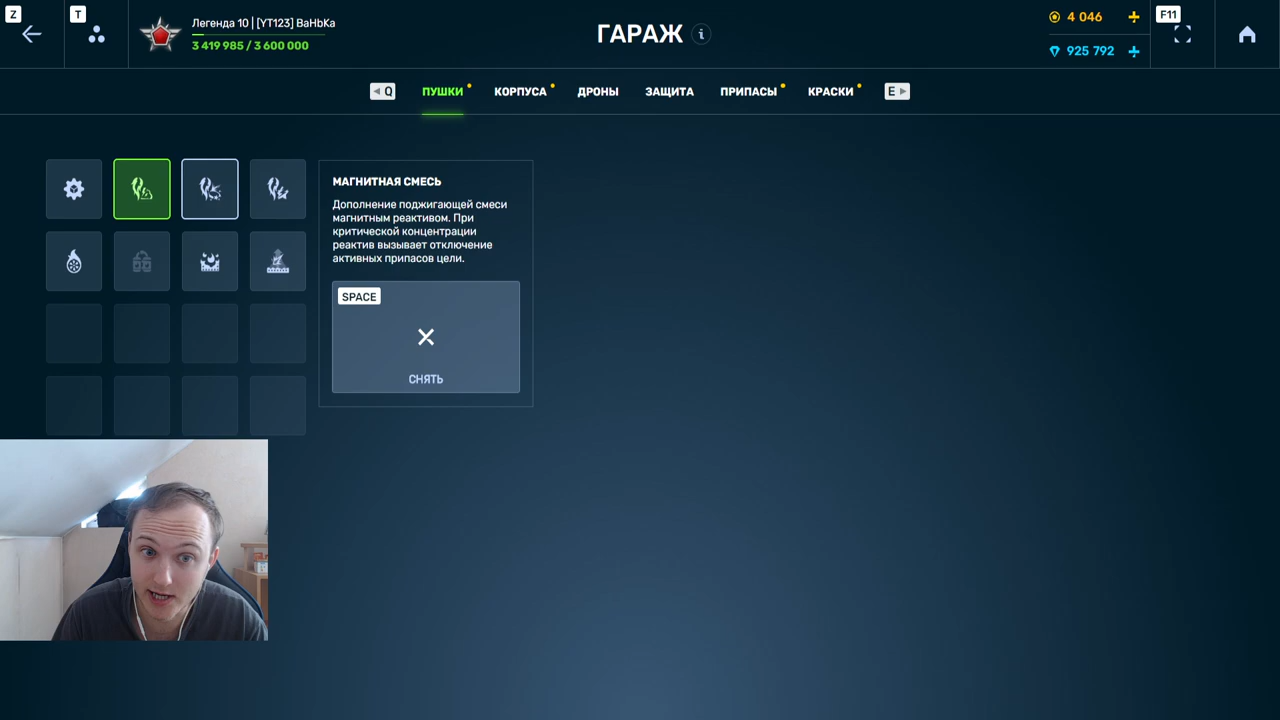 Z
T
Легенда 10 | [YT123] BaHbKa
3 419 985 / 3 600 000
ГАРАЖ
i
4 046
925 792
F11
Q
ПУШКИ
КОРПУСА
ДРОНЫ
ЗАЩИТА
ПРИПАСЫ
КРАСКИ
E
МАГНИТНАЯ СМЕСЬ
Дополнение поджигающей смеси
магнитным реактивом. При
критической концентрации
реактив вызывает отключение
активных припасов цели.
SPACE
СНЯТЬ